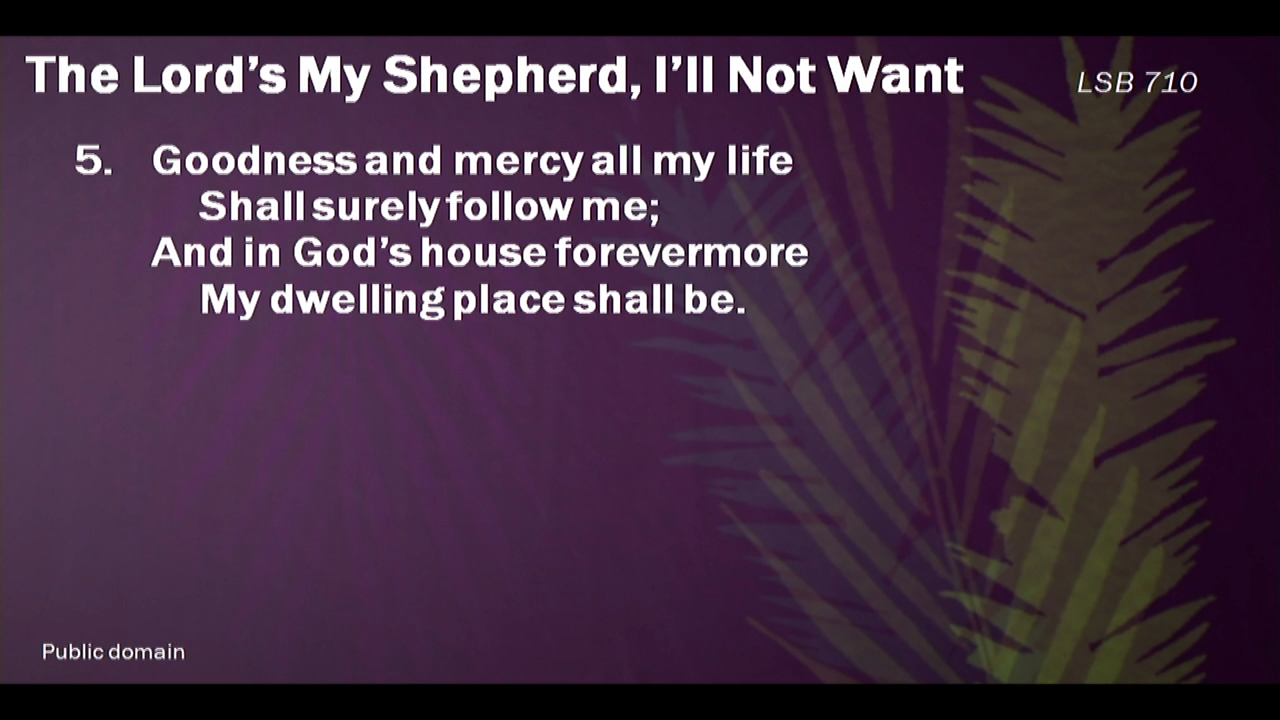 The Lord’s My Shepherd, I’ll Not Want LSB 710
5. Goodness and mercy all my life
Shall surely follow me;
And in God’s house forevermore
My dwelling place shall be.
Public domain